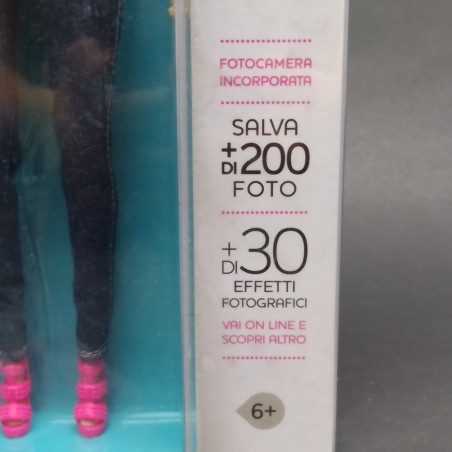 FOTOCAMERA
INCORPORATA
SALVA
+ DI 200
FOTO
+ DI 30
EFFETTI
FOTOGRAFICI
VAI ON LINE E
SCOPRI ALTRO
6+